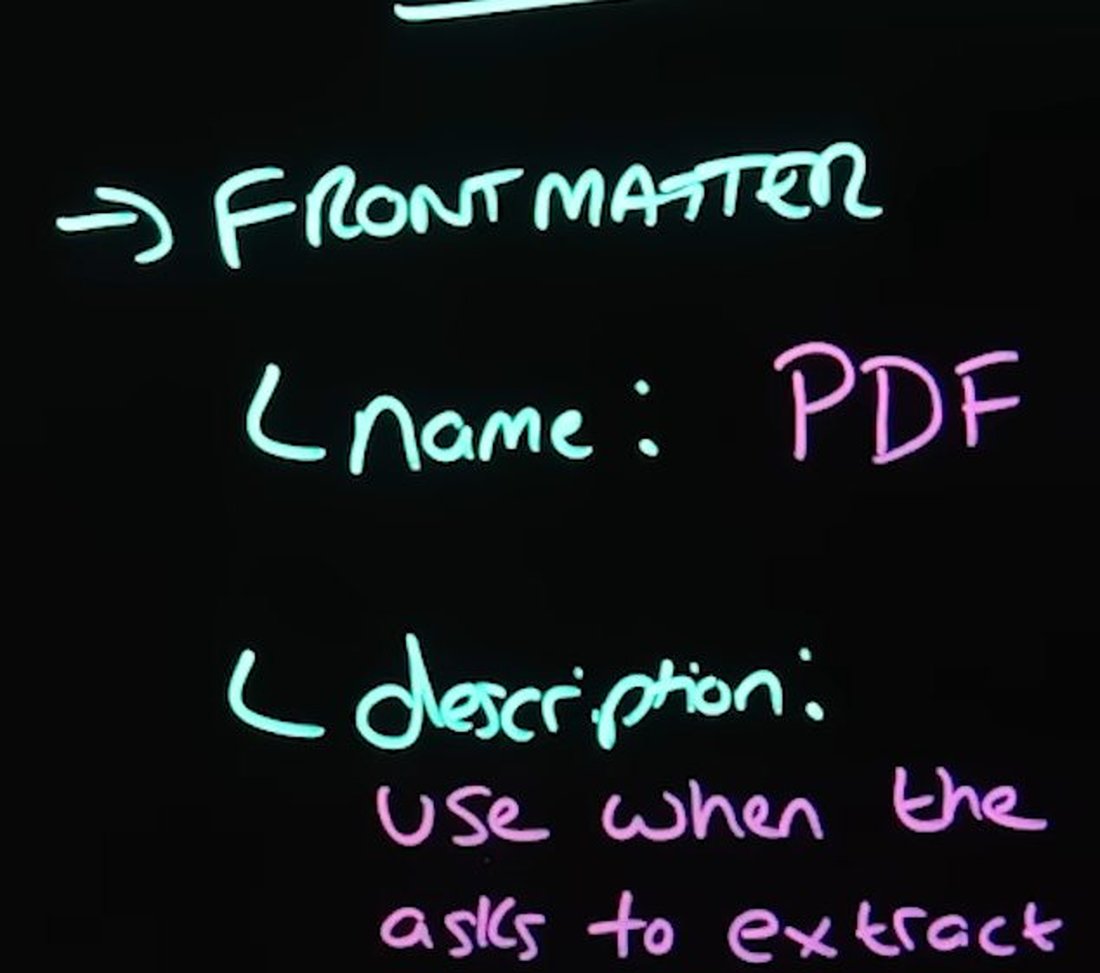 → FRONTMATTER
name: PDF
description:
use when the
asks to extract